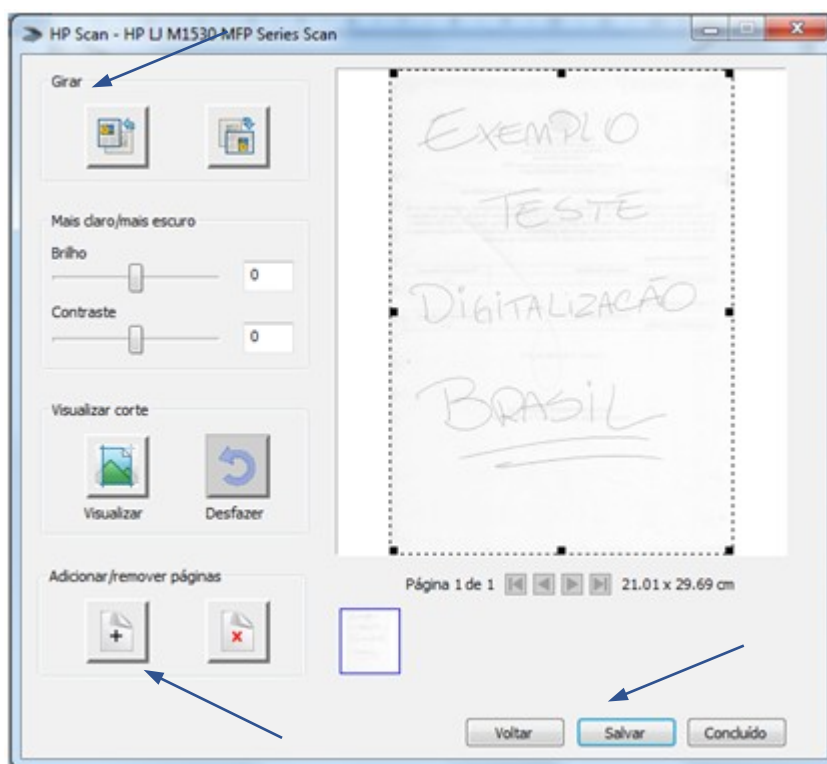 HP Scan - HP LJ M1530 MFP Series Scan
Girar
Mais claro/mais escuro
Brilho
0
Contraste
0
Visualizar corte
Visualizar
Desfazer
Adicionar/remover páginas
EXEMPLO
TESTE
DIGITALIZAÇÃO
BRASIL
Página 1 de 1
21.01 x 29.69 cm
Voltar
Salvar
Concluído